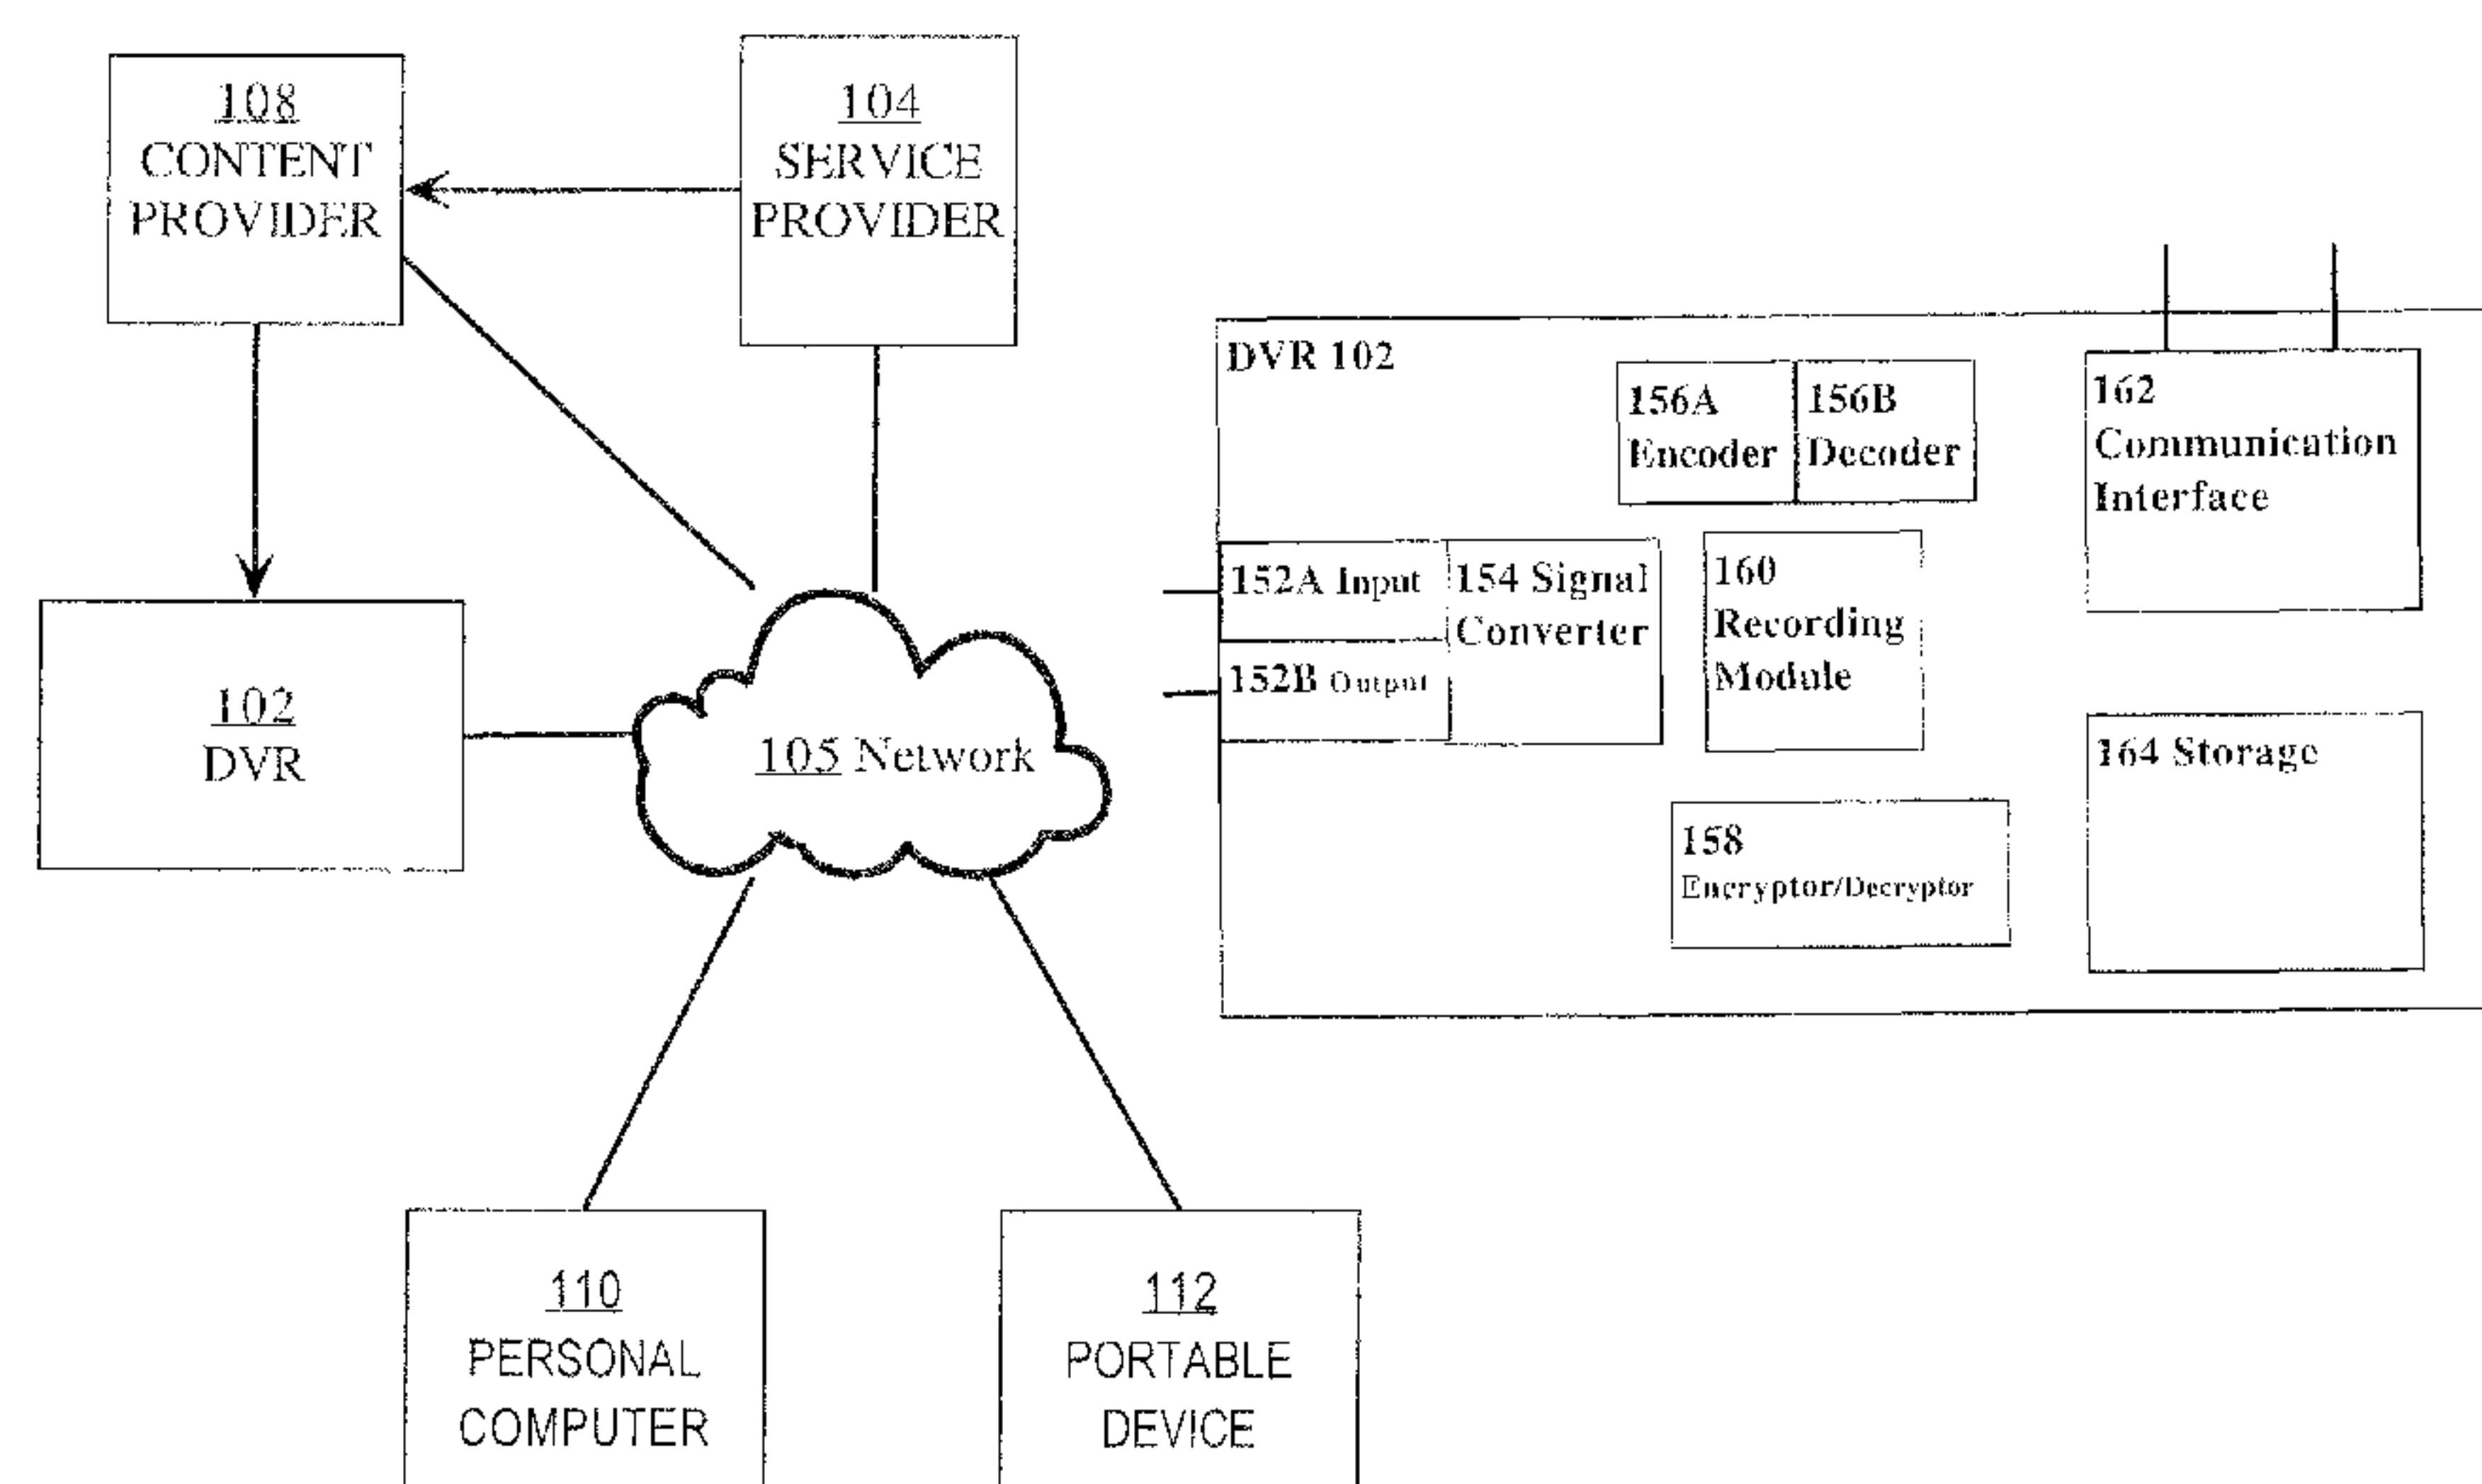 108
CONTENT
PROVIDER
104
SERVICE
PROVIDER
102
DVR
105 Network
110
PERSONAL
COMPUTER
112
PORTABLE
DEVICE
DVR 102
156A
Encoder
156B
Decoder
162
Communication
Interface
152A Input
152B Output
154 Signal
Converter
160
Recording
Module
164 Storage
158
Encryptor/Decryptor